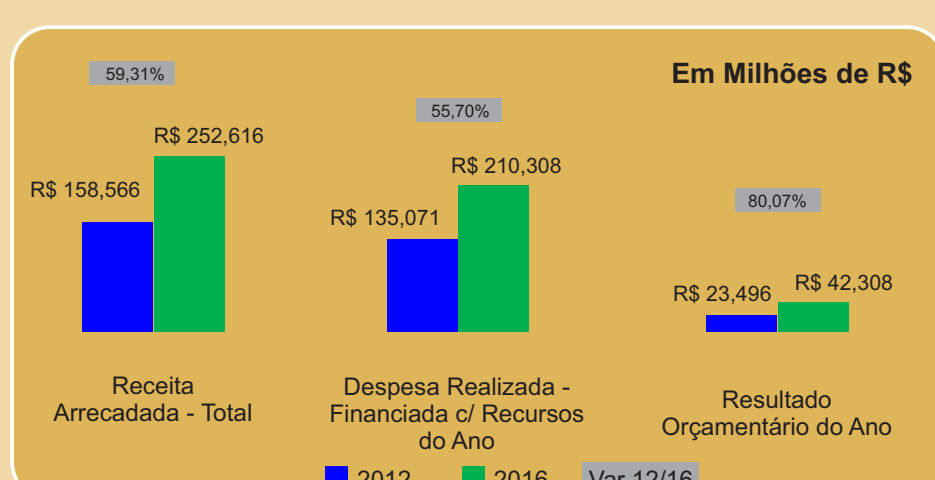 59,31%
Em Milhões de R$
55,70%
R$ 252,616
R$ 158,566
R$ 210,308
R$ 135,071
80,07%
R$ 42,308
R$ 23,496
Receita
Arrecadada - Total
Despesa Realizada -
Financiada c/ Recursos
do Ano
Resultado
Orçamentário do Ano
2012
2016
Var 12/16